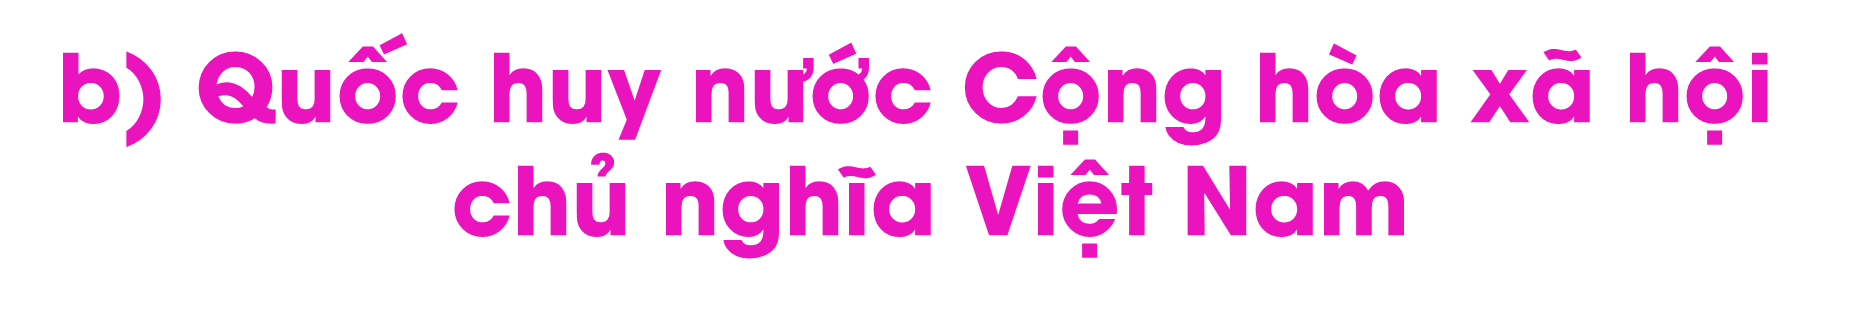 b) Quốc huy nước Cộng hòa xã hội
chủ nghĩa Việt Nam